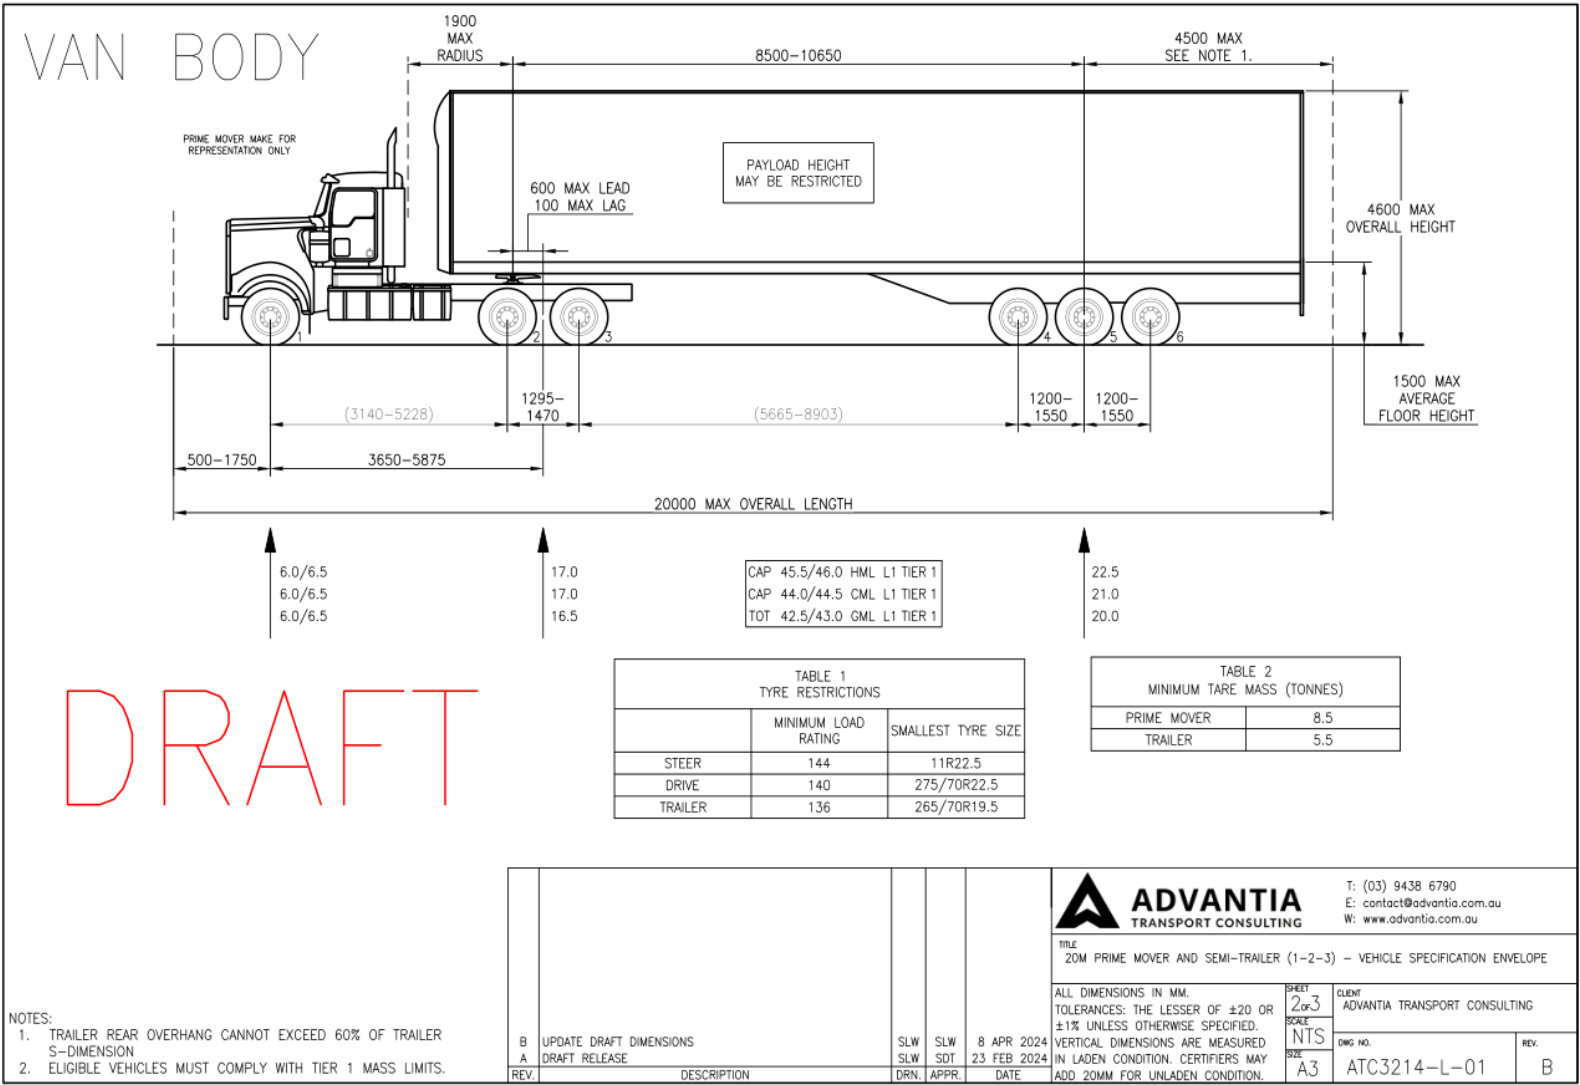 VAN BODY
1900
MAX
RADIUS
8500-10650
4500 MAX
SEE NOTE 1.
PRIME MOVER MAKE FOR
REPRESENTATION ONLY
PAYLOAD HEIGHT
MAY BE RESTRICTED
600 MAX LEAD
100 MAX LAG
4600 MAX
OVERALL HEIGHT
1 2 3 4 5 6
1500 MAX
AVERAGE
FLOOR HEIGHT
(3140-5228)
1295-
1470
(5665-8903)
1200-
1550
1200-
1550
500-1750
3650-5875
20000 MAX OVERALL LENGTH
6.0/6.5 17.0 CAP 45.5/46.0 HML L1 TIER 1 22.5
6.0/6.5 17.0 CAP 44.0/44.5 CML L1 TIER 1 21.0
6.0/6.5 16.5 TOT 42.5/43.0 GML L1 TIER 1 20.0
DRAFT
TABLE 1
TYRE RESTRICTIONS
MINIMUM LOAD
RATING
SMALLEST TYRE SIZE
STEER 144 11R22.5
DRIVE 140 275/70R22.5
TRAILER 136 265/70R19.5
TABLE 2
MINIMUM TARE MASS (TONNES)
PRIME MOVER 8.5
TRAILER 5.5
NOTES:
1. TRAILER REAR OVERHANG CANNOT EXCEED 60% OF TRAILER
S-DIMENSION
2. ELIGIBLE VEHICLES MUST COMPLY WITH TIER 1 MASS LIMITS.
B UPDATE DRAFT DIMENSIONS SLW SLW 8 APR 2024
A DRAFT RELEASE SLW SDT 23 FEB 2024
REV. DESCRIPTION DRN. APPR. DATE
ADVANTIA
TRANSPORT CONSULTING
T: (03) 9438 6790
E: contact@advantia.com.au
W: www.advantia.com.au
TITLE
20M PRIME MOVER AND SEMI-TRAILER (1-2-3) - VEHICLE SPECIFICATION ENVELOPE
ALL DIMENSIONS IN MM.
TOLERANCES: THE LESSER OF ±20 OR
±1% UNLESS OTHERWISE SPECIFIED.
VERTICAL DIMENSIONS ARE MEASURED
IN LADEN CONDITION. CERTIFIERS MAY
ADD 20MM FOR UNLADEN CONDITION.
SHEET
2 OF 3
SCALE
NTS
SIZE
A3
CLIENT
ADVANTIA TRANSPORT CONSULTING
DWG NO.
ATC3214-L-01
REV.
B